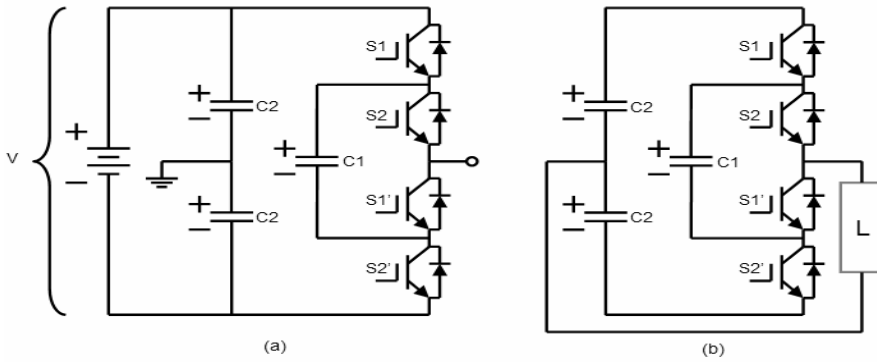 V
+
−
+
−
C2
+
−
C2
+
−
C1
S1
S2
S1’
S2’
(a)
+
−
C2
+
−
C2
+
−
C1
S1
S2
S1’
S2’
L
(b)